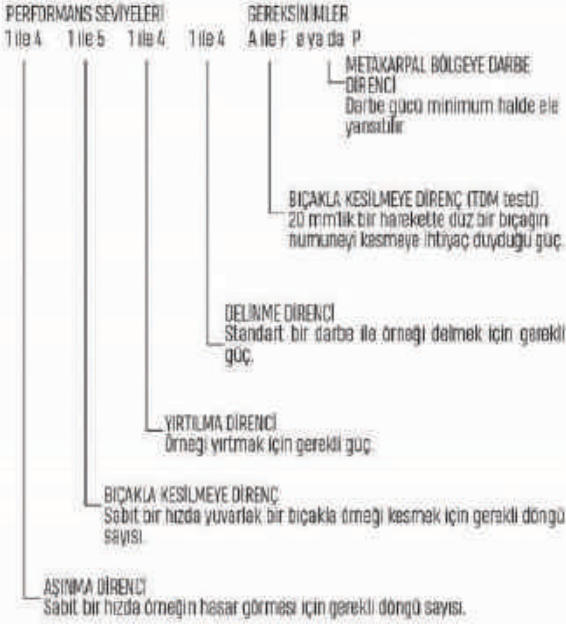 PERFORMANS SEVİYELERİ GEREKSİNİMLER
1 ile 4 1 ile 5 1 ile 4 1 ile 4 A ile F ø ya da P
METAKARPAL BÖLGEYE DARBE
DİRENCİ
Darbe gücü minimum halde ele
yansıtılır
BIÇAKLA KESİLMEYE DİRENÇ (TDM testi)
20 mm'lik bir harekette düz bir bıçağın
numuneyi kesmeye ihtiyaç duyduğu güç.
DELİNME DİRENCİ
Standart bir darbe ile örneği delmek için gerekli
güç.
YIRTILMA DİRENCİ
Örneği yırtmak için gerekli güç.
BIÇAKLA KESİLMEYE DİRENÇ
Sabit bir hızda yuvarlak bir bıçakla örneği kesmek için gerekli döngü
sayısı.
AŞINMA DİRENCİ
Sabit bir hızda örneğin hasar görmesi için gerekli döngü sayısı.